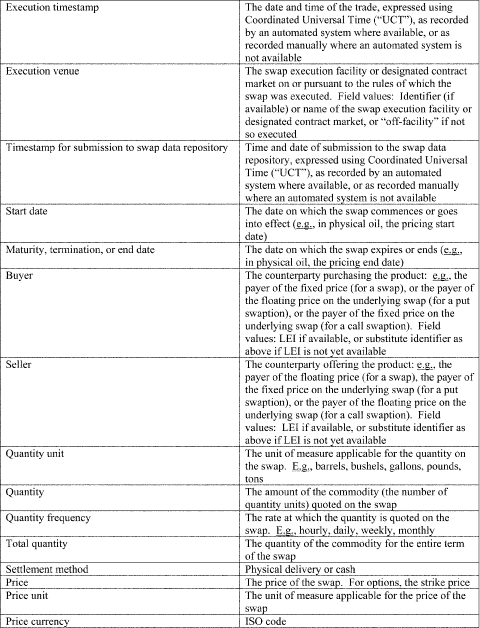 Execution timestamp
The date and time of the trade, expressed using
Coordinated Universal Time (“UCT”), as recorded
by an automated system where available, or as
recorded manually where an automated system is
not available
Execution venue
The swap execution facility or designated contract
market on or pursuant to the rules of which the
swap was executed. Field values: Identifier (if
available) or name of the swap execution facility or
designated contract market, or “off-facility” if not
so executed
Timestamp for submission to swap data repository
Time and date of submission to the swap data
repository, expressed using Coordinated Universal
Time (“UCT”), as recorded by an automated
system where available, or as recorded manually
where an automated system is not available
Start date
The date on which the swap commences or goes
into effect (e.g., in physical oil, the pricing start
date)
Maturity, termination, or end date
The date on which the swap expires or ends (e.g.,
in physical oil, the pricing end date)
Buyer
The counterparty purchasing the product: e.g., the
payer of the fixed price (for a swap), or the payer of
the floating price on the underlying swap (for a put
swaption), or the payer of the fixed price on the
underlying swap (for a call swaption). Field
values: LEI if available, or substitute identifier as
above if LEI is not yet available
Seller
The counterparty offering the product: e.g., the
payer of the floating price (for a swap), the payer of
the fixed price on the underlying swap (for a put
swaption), or the payer of the floating price on the
underlying swap (for a call swaption). Field
values: LEI if available, or substitute identifier as
above if LEI is not yet available
Quantity unit
The unit of measure applicable for the quantity on
the swap. E.g., barrels, bushels, gallons, pounds,
tons
Quantity
The amount of the commodity (the number of
quantity units) quoted on the swap
Quantity frequency
The rate at which the quantity is quoted on the
swap. E.g., hourly, daily, weekly, monthly
Total quantity
The quantity of the commodity for the entire term
of the swap
Settlement method
Physical delivery or cash
Price
The price of the swap. For options, the strike price
Price unit
The unit of measure applicable for the price of the
swap
Price currency
ISO code